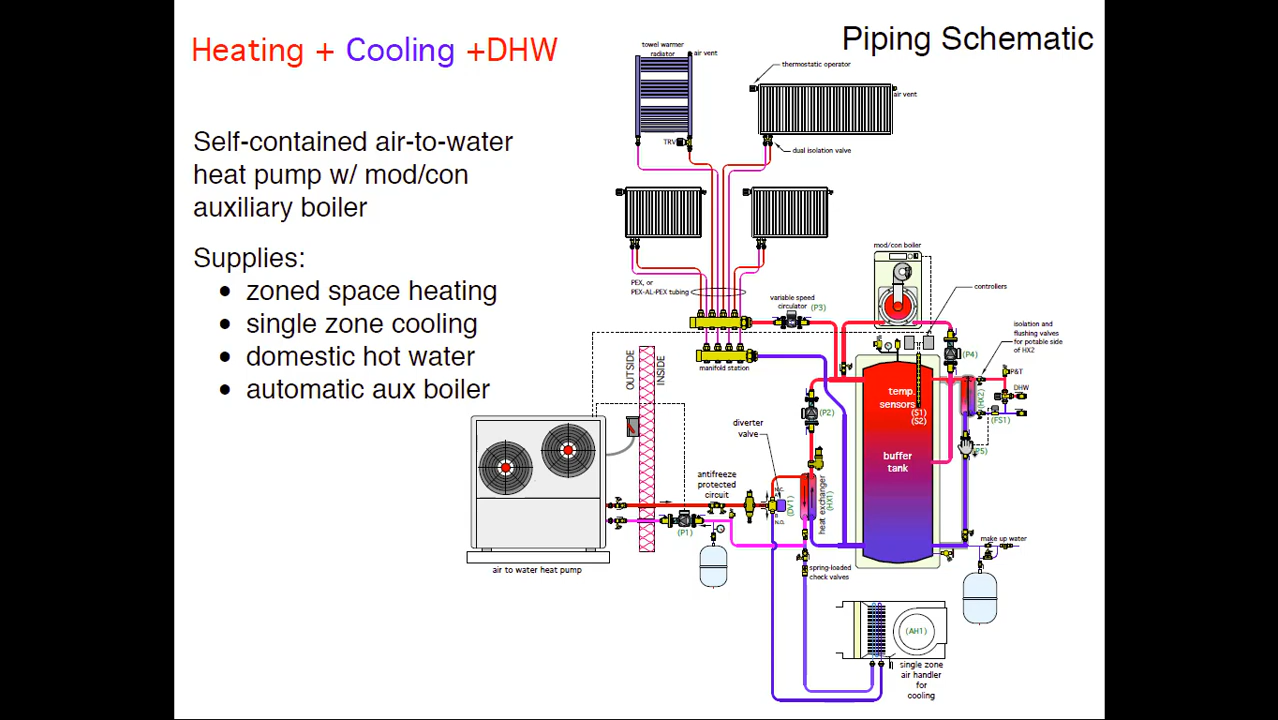 Heating + Cooling +DHW
Piping Schematic
Self-contained air-to-water
heat pump w/ mod/con
auxiliary boiler
Supplies:
• zoned space heating
• single zone cooling
• domestic hot water
• automatic aux boiler
towel warmer
radiator
air vent
thermostatic operator
air vent
TRV
dual isolation valve
PEX, or
PEX-AL-PEX tubing
variable speed
circulator
(P3)
mod/con boiler
controllers
isolation and
flushing valves
for potable side
of HX2
(P4)
manifold station
OUTSIDE
INSIDE
temp.
sensors
(S1)
(S2)
P&T
DHW
(HX2)
(FS1)
(P2)
diverter
valve
buffer
tank
(P5)
antifreeze
protected
circuit
N.C.
N.O.
(DV1)
heat exchanger
(HX1)
(P1)
make up water
air to water heat pump
spring-loaded
check valves
(AH1)
single zone
air handler
for
cooling